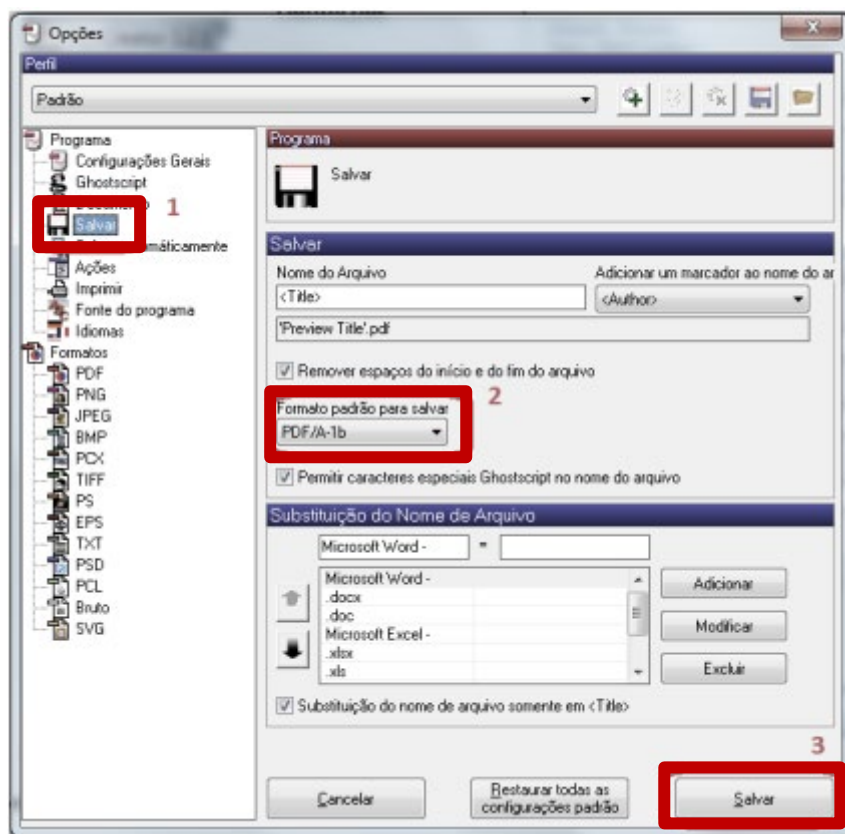 Opções
Perfil
Padrão
Programa
Configurações Gerais
Ghostscript
1
Salvar
Ações
Imprimir
Fonte do programa
Idiomas
Formatos
PDF
PNG
JPEG
BMP
PCX
TIFF
PS
EPS
TXT
PSD
PCL
Bruto
SVG
Programa
Salvar
Salvar
Nome do Arquivo
Adicionar um marcador ao nome do ar
<Title>
<Author>
'Preview Title'.pdf
Remover espaços do início e do fim do arquivo
2
Formato padrão para salvar
PDF/A-1b
Permitir caracteres especiais Ghostscript no nome do arquivo
Substituição do Nome de Arquivo
Microsoft Word - =
Microsoft Word -
.docx
.doc
Microsoft Excel -
.xlsx
.xls
Adicionar
Modificar
Excluir
Substituição do nome de arquivo somente em <Title>
3
Cancelar
Restaurar todas as
configurações padrão
Salvar